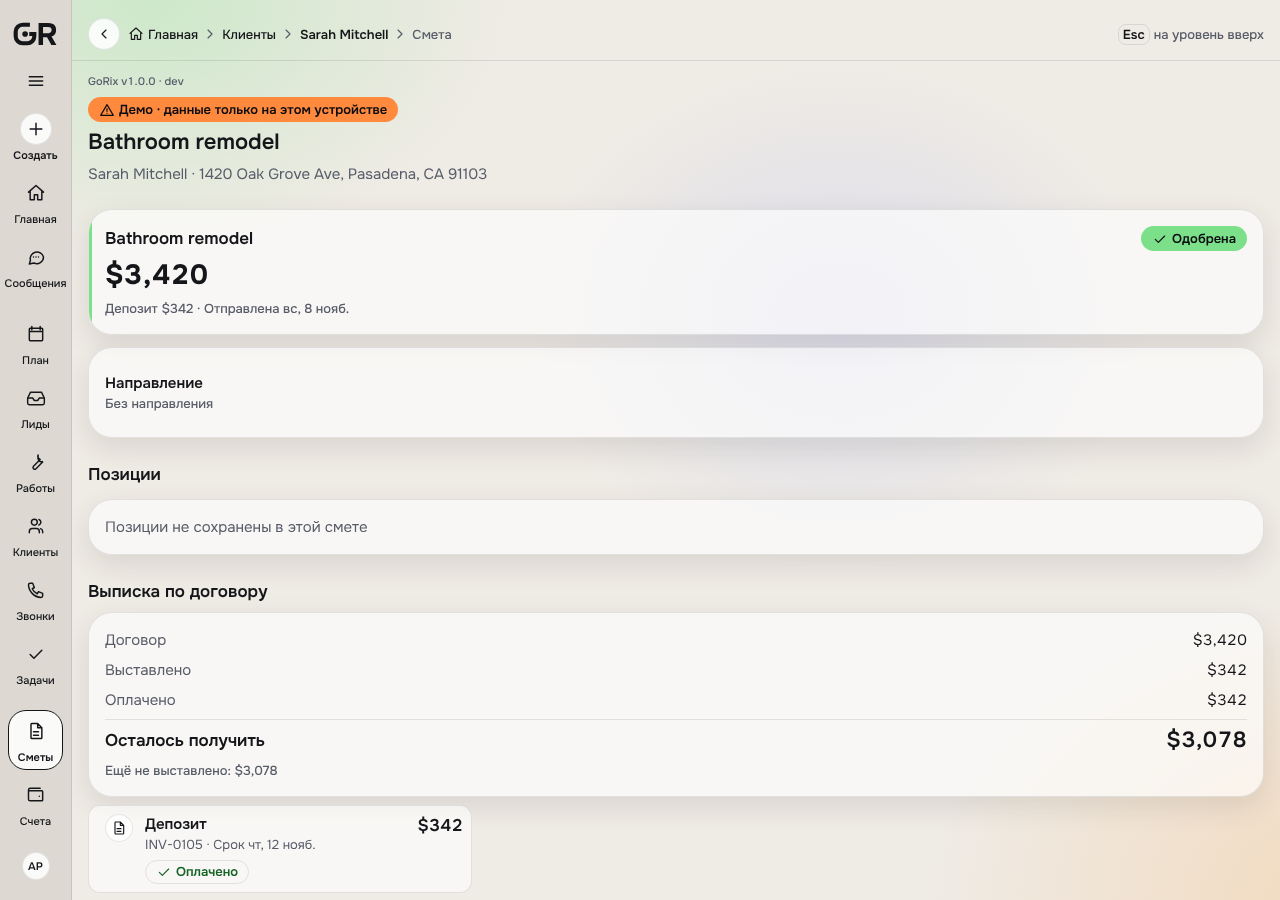 GR
Создать
Главная
Сообщения
План
Лиды
Работы
Клиенты
Звонки
Задачи
Сметы
Счета
AP
Главная > Клиенты > Sarah Mitchell > Смета
Esc на уровень вверх
GoRix v1.0.0 · dev
Демо · данные только на этом устройстве
Bathroom remodel
Sarah Mitchell · 1420 Oak Grove Ave, Pasadena, CA 91103
Bathroom remodel
Одобрена
$3,420
Депозит $342 · Отправлена вс, 8 нояб.
Направление
Без направления
Позиции
Позиции не сохранены в этой смете
Выписка по договору
Договор $3,420
Выставлено $342
Оплачено $342
Осталось получить $3,078
Ещё не выставлено: $3,078
Депозит $342
INV-0105 · Срок чт, 12 нояб.
Оплачено